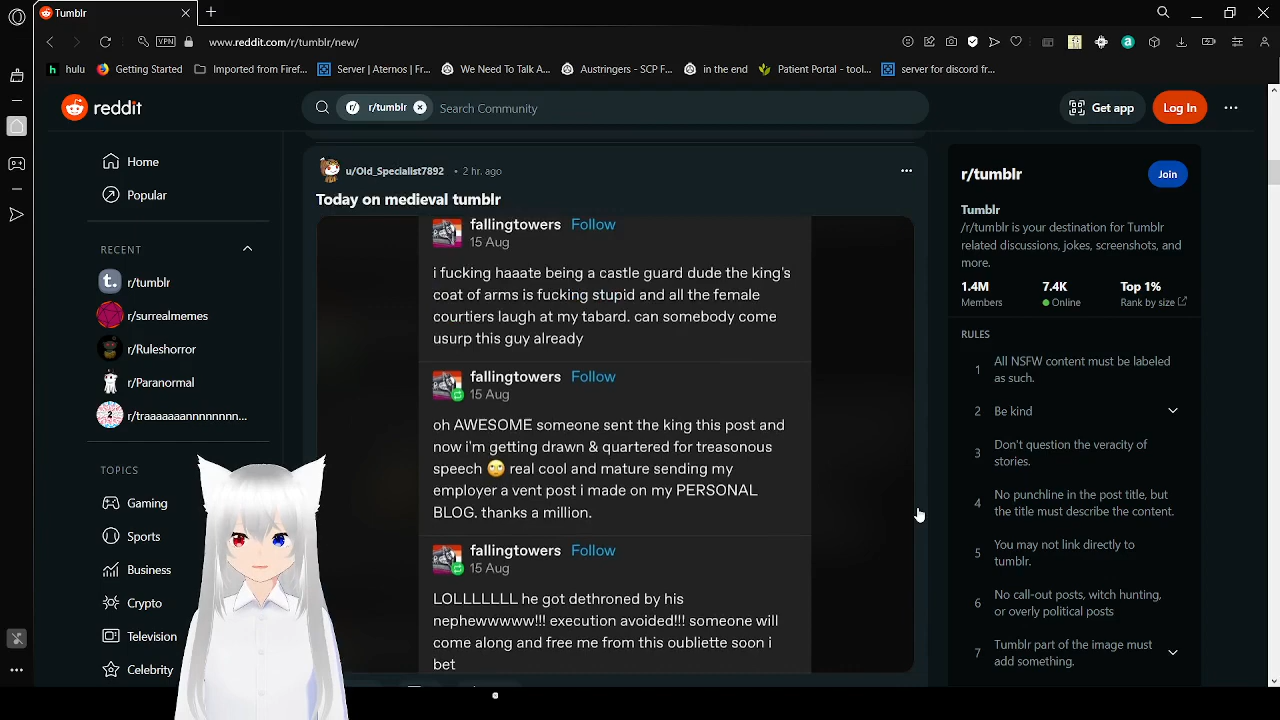 Tumblr
VPN
www.reddit.com/r/tumblr/new/
h hulu
Getting Started
Imported from Firef...
Server | Aternos | Fr...
We Need To Talk A...
Austringers - SCP F...
in the end
Patient Portal - tool...
server for discord fr...
reddit
r/ r/tumblr Search Community
Get app
Log In
Home
Popular
RECENT
t. r/tumblr
r/surrealmemes
r/Ruleshorror
r/Paranormal
r/traaaaaaannnnnnnn...
TOPICS
Gaming
Sports
Business
Crypto
Television
Celebrity
u/Old_Specialist7892 • 2 hr. ago
Today on medieval tumblr
fallingtowers Follow
15 Aug
i fucking haaate being a castle guard dude the king's
coat of arms is fucking stupid and all the female
courtiers laugh at my tabard. can somebody come
usurp this guy already
fallingtowers Follow
15 Aug
oh AWESOME someone sent the king this post and
now i'm getting drawn & quartered for treasonous
speech 🙄 real cool and mature sending my
employer a vent post i made on my PERSONAL
BLOG. thanks a million.
fallingtowers Follow
15 Aug
LOLLLLLLL he got dethroned by his
nephewwwww!!! execution avoided!!! someone will
come along and free me from this oubliette soon i
bet
r/tumblr
Join
Tumblr
/r/tumblr is your destination for Tumblr
related discussions, jokes, screenshots, and
more.
1.4M 7.4K Top 1%
Members Online Rank by size
RULES
1 All NSFW content must be labeled
as such.
2 Be kind
3 Don't question the veracity of
stories.
4 No punchline in the post title, but
the title must describe the content.
5 You may not link directly to
tumblr.
6 No call-out posts, witch hunting,
or overly political posts
7 Tumblr part of the image must
add something.